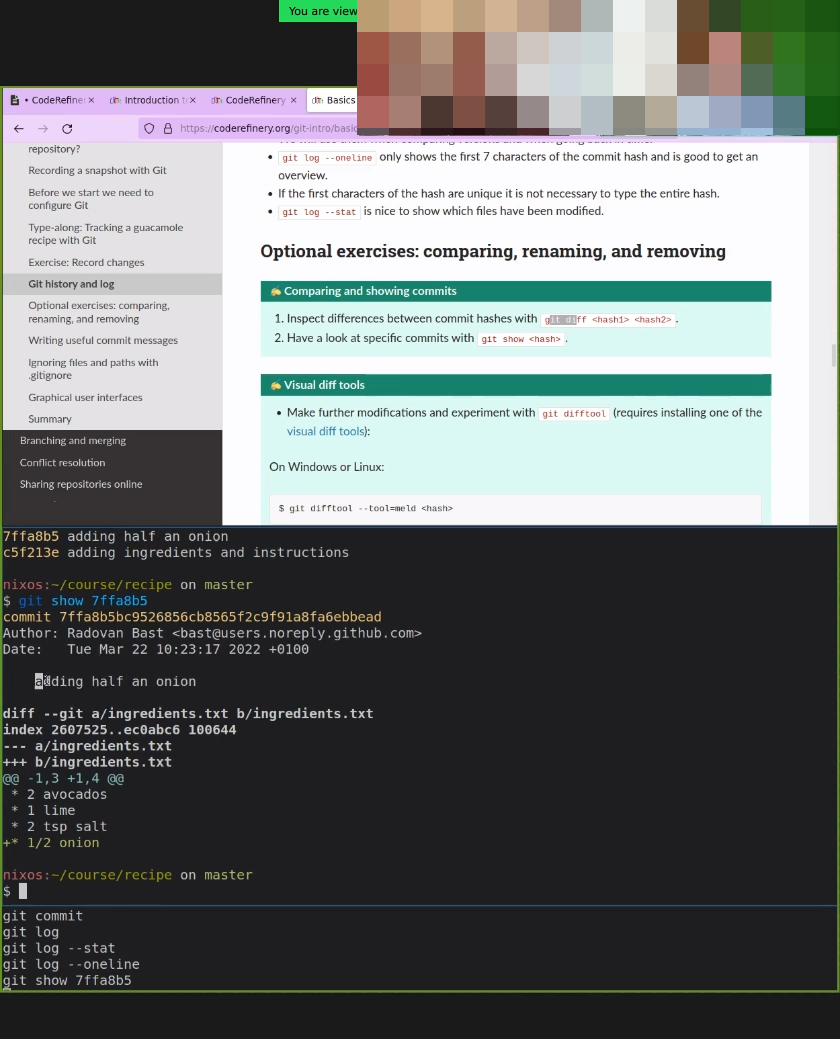 You are view
• CodeRefine ×
Introduction t ×
CodeRefinery ×
Basics
https://coderefinery.org/git-intro/basic
repository?
Recording a snapshot with Git
Before we start we need to
configure Git
Type-along: Tracking a guacamole
recipe with Git
Exercise: Record changes
Git history and log
Optional exercises: comparing,
renaming, and removing
Writing useful commit messages
Ignoring files and paths with
.gitignore
Graphical user interfaces
Summary
Branching and merging
Conflict resolution
Sharing repositories online
• git log --oneline only shows the first 7 characters of the commit hash and is good to get an
overview.
• If the first characters of the hash are unique it is not necessary to type the entire hash.
• git log --stat is nice to show which files have been modified.
Optional exercises: comparing, renaming, and removing
Comparing and showing commits
1. Inspect differences between commit hashes with git diff <hash1> <hash2> .
2. Have a look at specific commits with git show <hash> .
Visual diff tools
• Make further modifications and experiment with git difftool (requires installing one of the
visual diff tools):
On Windows or Linux:
$ git difftool --tool=meld <hash>
7ffa8b5 adding half an onion
c5f213e adding ingredients and instructions
nixos:~/course/recipe on master
$ git show 7ffa8b5
commit 7ffa8b5bc9526856cb8565f2c9f91a8fa6ebbead
Author: Radovan Bast <bast@users.noreply.github.com>
Date:   Tue Mar 22 10:23:17 2022 +0100
adding half an onion
diff --git a/ingredients.txt b/ingredients.txt
index 2607525..ec0abc6 100644
--- a/ingredients.txt
+++ b/ingredients.txt
@@ -1,3 +1,4 @@
* 2 avocados
* 1 lime
* 2 tsp salt
+* 1/2 onion
nixos:~/course/recipe on master
$
git commit
git log
git log --stat
git log --oneline
git show 7ffa8b5